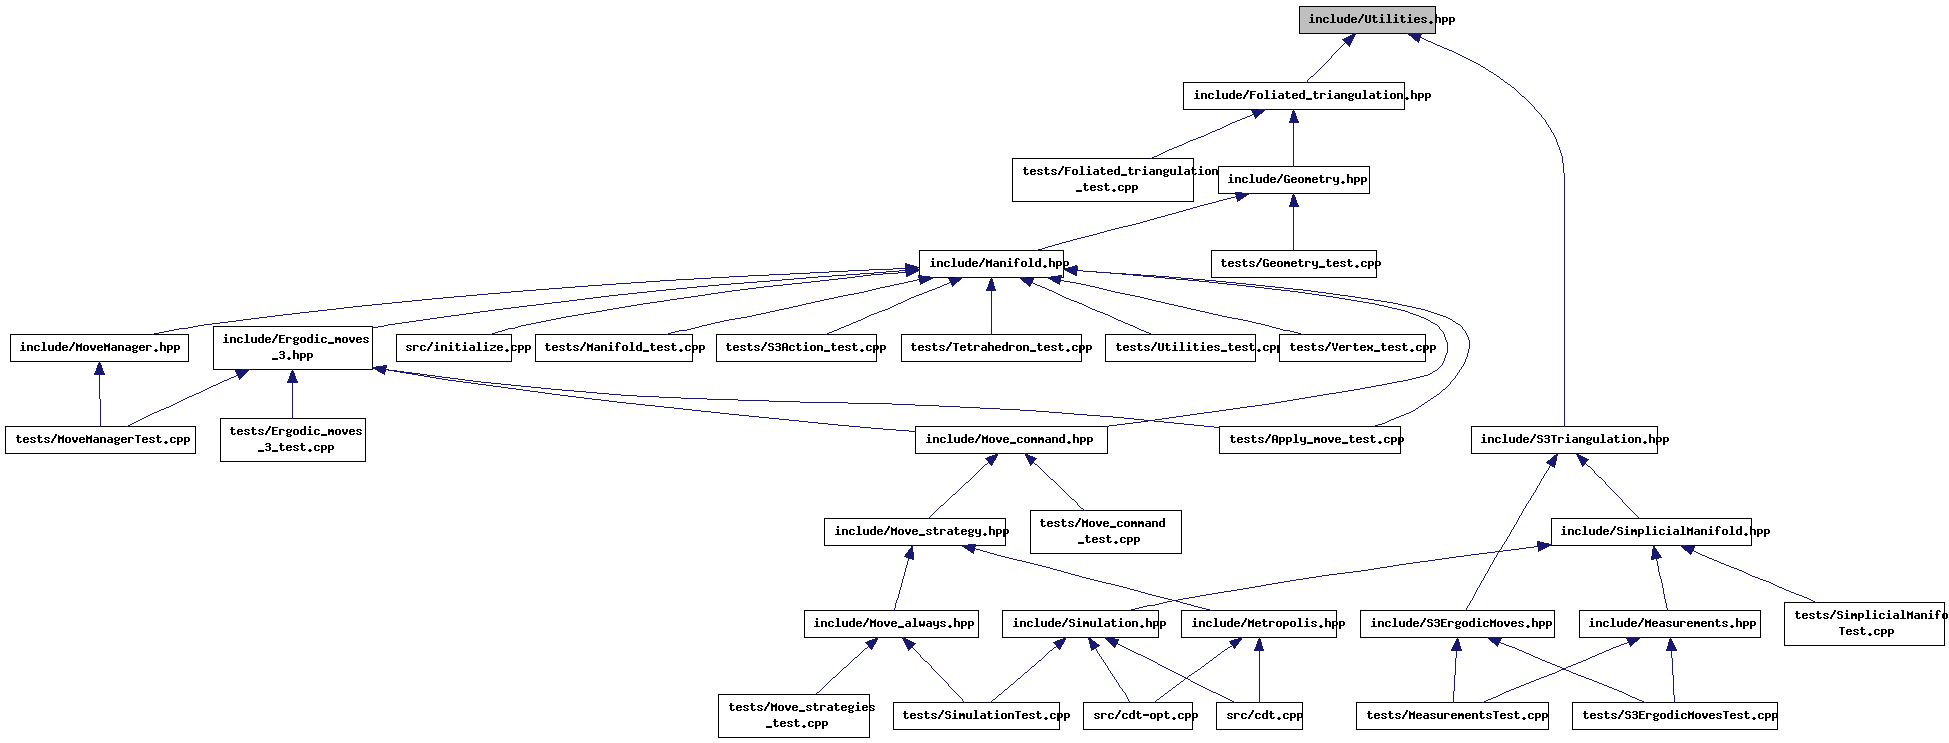 include/Utilities.hpp
include/Foliated_triangulation.hpp
tests/Foliated_triangulation
_test.cpp
include/Geometry.hpp
include/Manifold.hpp
tests/Geometry_test.cpp
include/MoveManager.hpp
include/Ergodic_moves
_3.hpp
src/initialize.cpp
tests/Manifold_test.cpp
tests/S3Action_test.cpp
tests/Tetrahedron_test.cpp
tests/Utilities_test.cpp
tests/Vertex_test.cpp
tests/MoveManagerTest.cpp
tests/Ergodic_moves
_3_test.cpp
include/Move_command.hpp
tests/Apply_move_test.cpp
include/S3Triangulation.hpp
include/Move_strategy.hpp
tests/Move_command
_test.cpp
include/SimplicialManifold.hpp
include/Move_always.hpp
include/Simulation.hpp
include/Metropolis.hpp
include/S3ErgodicMoves.hpp
include/Measurements.hpp
tests/SimplicialManifo
Test.cpp
tests/Move_strategies
_test.cpp
tests/SimulationTest.cpp
src/cdt-opt.cpp
src/cdt.cpp
tests/MeasurementsTest.cpp
tests/S3ErgodicMovesTest.cpp